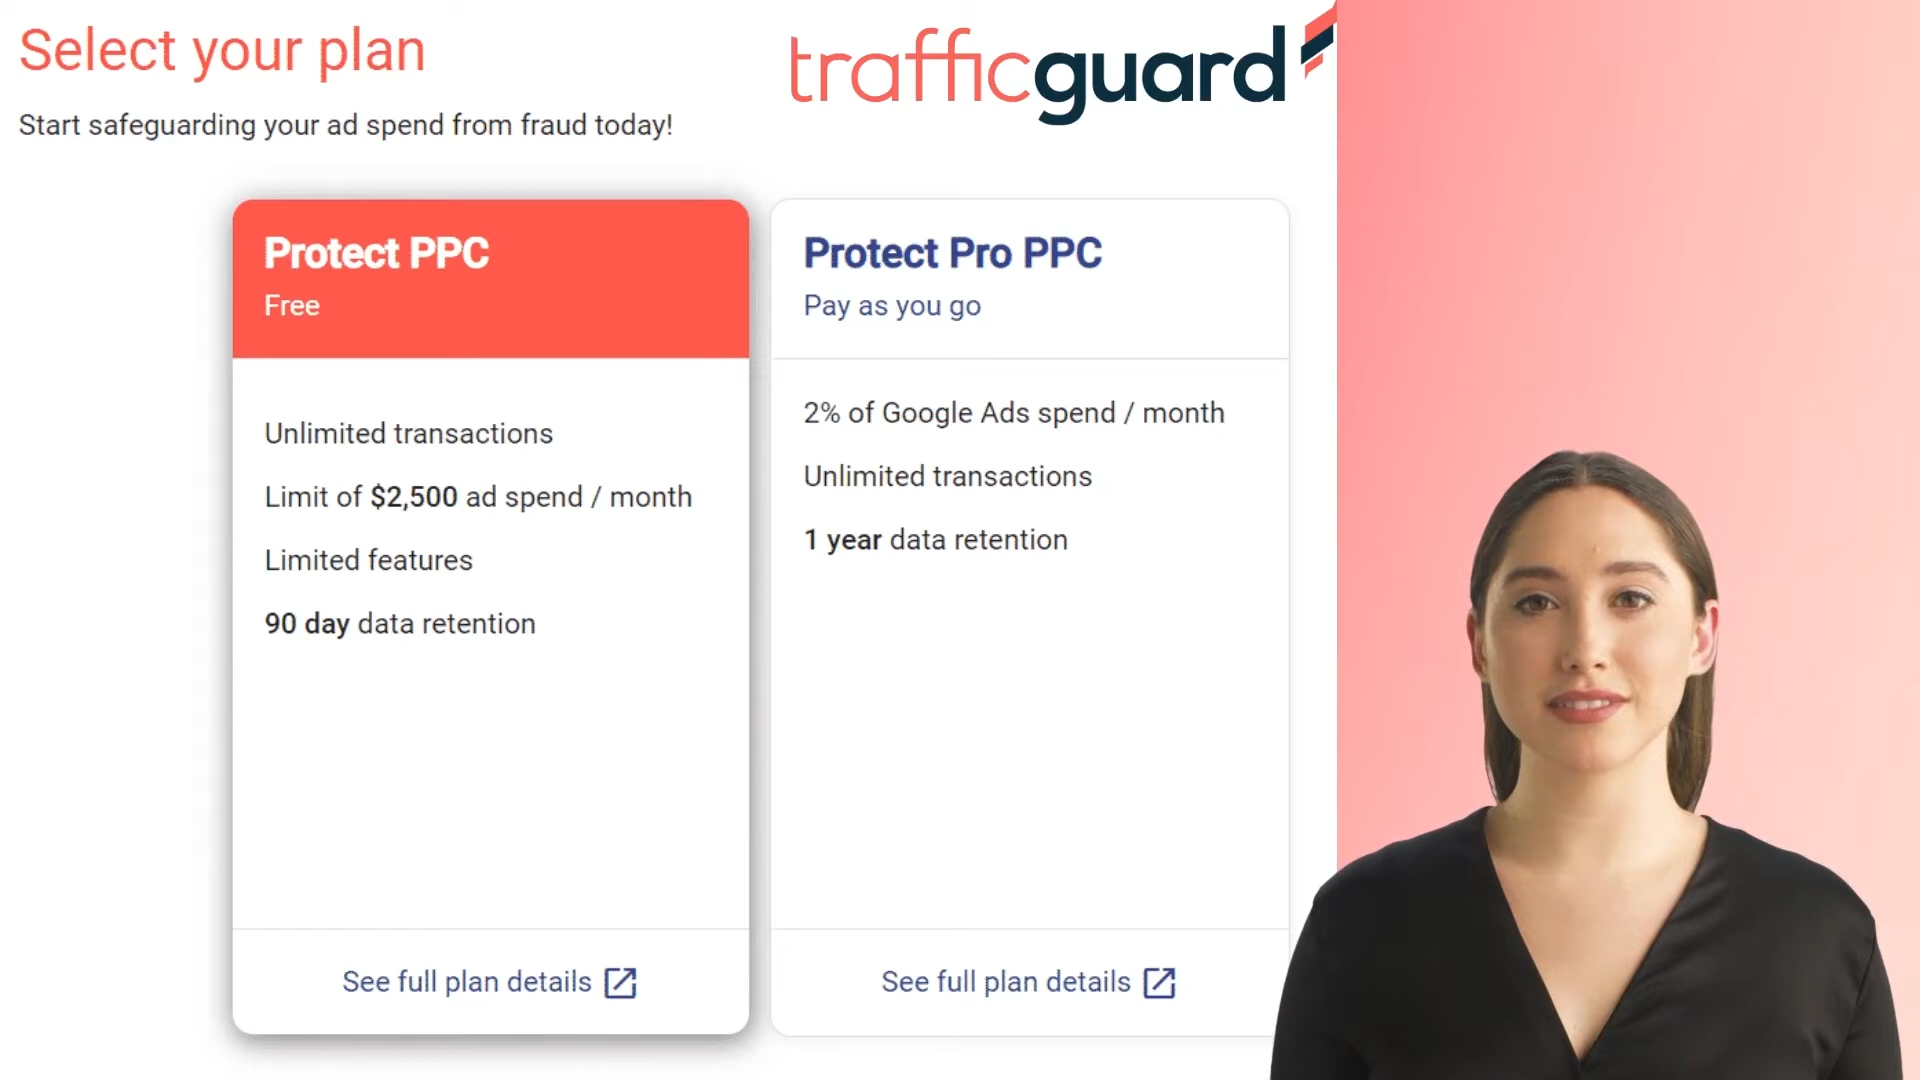 Select your plan
trafficguard
Start safeguarding your ad spend from fraud today!
Protect PPC
Free
Unlimited transactions
Limit of $2,500 ad spend / month
Limited features
90 day data retention
See full plan details
Protect Pro PPC
Pay as you go
2% of Google Ads spend / month
Unlimited transactions
1 year data retention
See full plan details